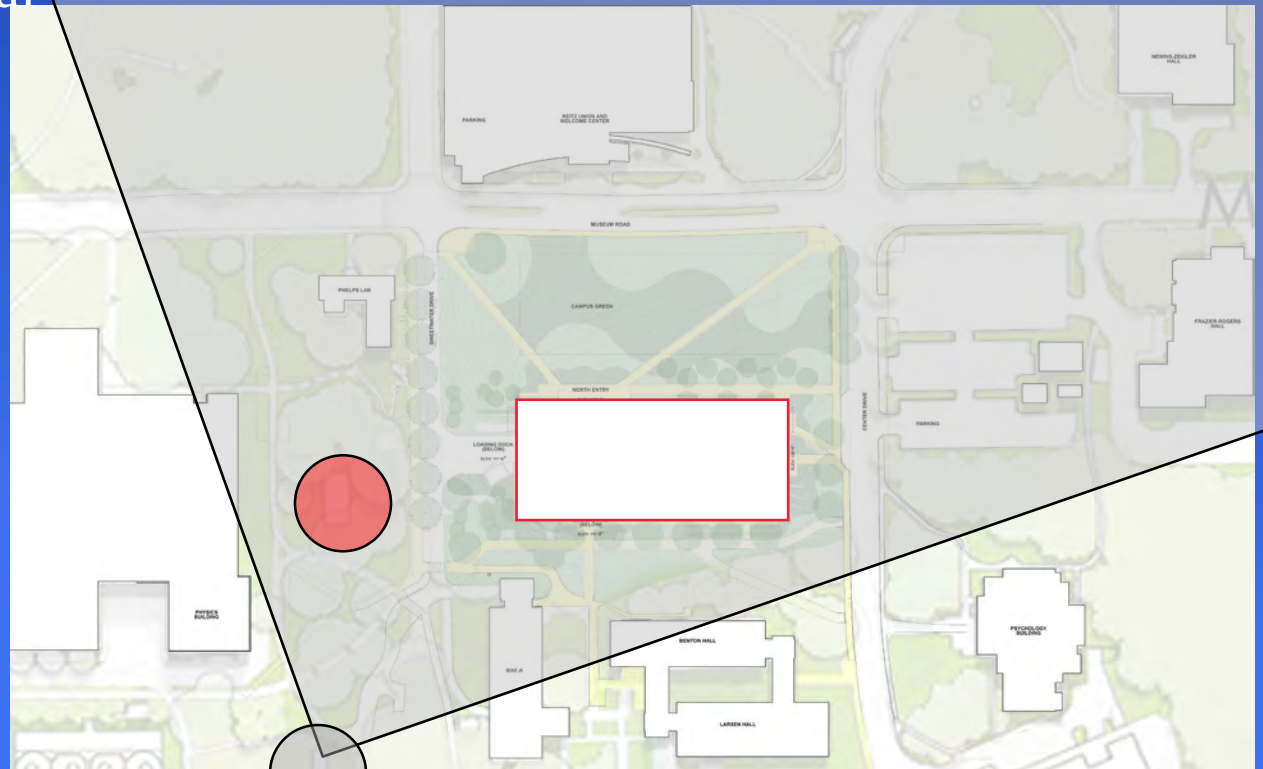 NEWINS-ZEIGLER
HALL
PARKING
REITZ UNION AND
WELCOME CENTER
M
MUSEUM ROAD
PHELPS LAB
SWEETWATER DRIVE
CAMPUS GREEN
FRAZIER-ROGERS
HALL
NORTH ENTRY
CENTER DRIVE
PARKING
LOADING DOCK
(BELOW)
(BELOW)
PHYSICS
BUILDING
PSYCHOLOGY
BUILDING
BENTON HALL
MAE-A
LARSEN HALL